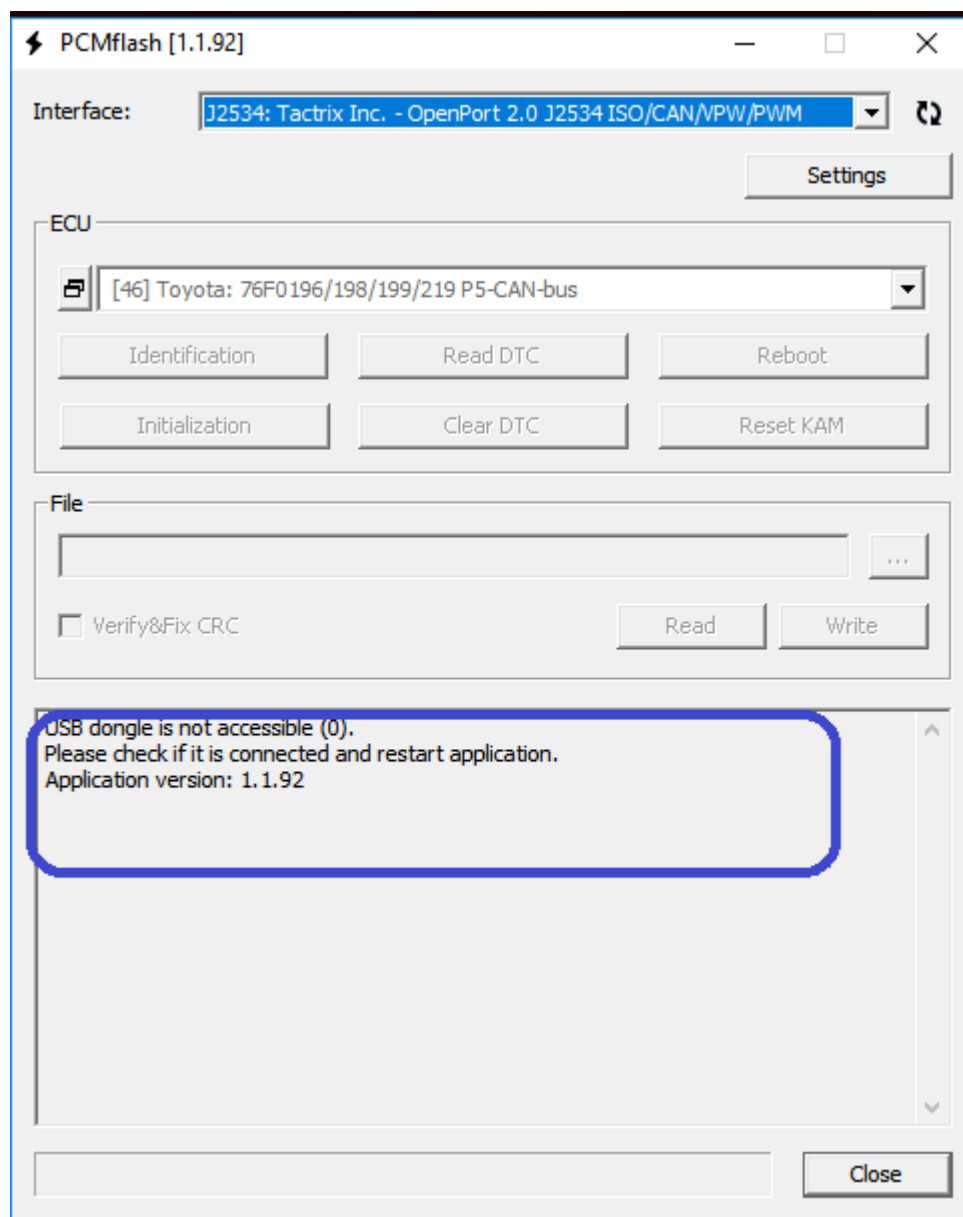 PCMflash [1.1.92]
Interface:
J2534: Tactrix Inc. - OpenPort 2.0 J2534 ISO/CAN/VPW/PWM
Settings
ECU
[46] Toyota: 76F0196/198/199/219 P5-CAN-bus
Identification
Read DTC
Reboot
Initialization
Clear DTC
Reset KAM
File
...
Verify&Fix CRC
Read
Write
USB dongle is not accessible (0).
Please check if it is connected and restart application.
Application version: 1.1.92
Close